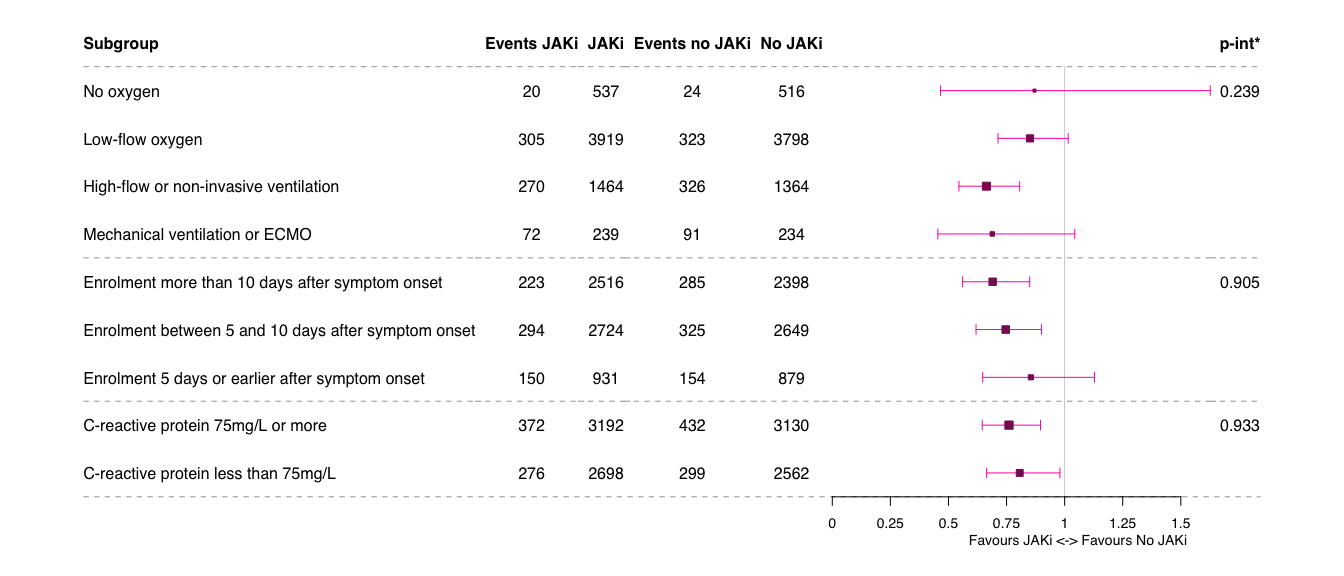 Subgroup Events JAKi JAKi Events no JAKi No JAKi p-int*
No oxygen 20 537 24 516 0.239
Low-flow oxygen 305 3919 323 3798
High-flow or non-invasive ventilation 270 1464 326 1364
Mechanical ventilation or ECMO 72 239 91 234
Enrolment more than 10 days after symptom onset 223 2516 285 2398 0.905
Enrolment between 5 and 10 days after symptom onset 294 2724 325 2649
Enrolment 5 days or earlier after symptom onset 150 931 154 879
C-reactive protein 75mg/L or more 372 3192 432 3130 0.933
C-reactive protein less than 75mg/L 276 2698 299 2562
0 0.25 0.5 0.75 1 1.25 1.5
Favours JAKi <-> Favours No JAKi